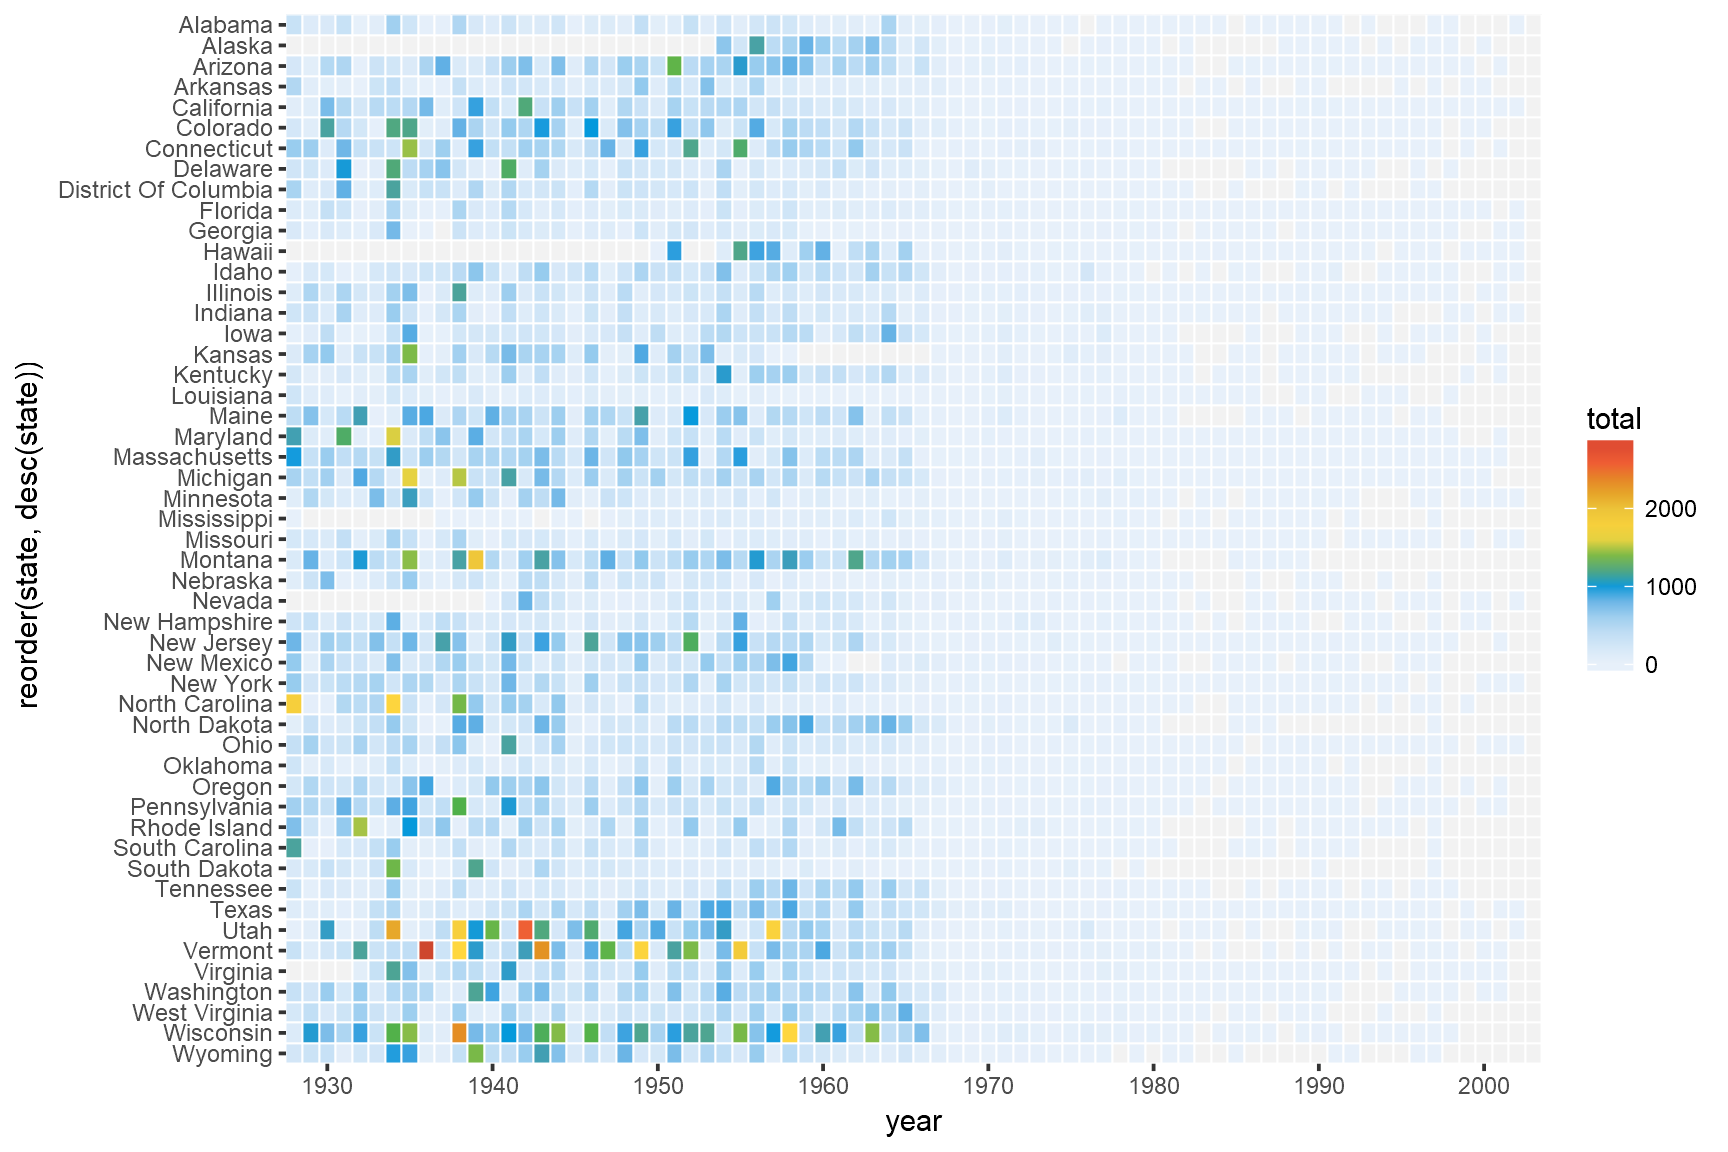 Alabama
Alaska
Arizona
Arkansas
California
Colorado
Connecticut
Delaware
District Of Columbia
Florida
Georgia
Hawaii
Idaho
Illinois
Indiana
Iowa
Kansas
Kentucky
Louisiana
Maine
Maryland
Massachusetts
Michigan
Minnesota
Mississippi
Missouri
Montana
Nebraska
Nevada
New Hampshire
New Jersey
New Mexico
New York
North Carolina
North Dakota
Ohio
Oklahoma
Oregon
Pennsylvania
Rhode Island
South Carolina
South Dakota
Tennessee
Texas
Utah
Vermont
Virginia
Washington
West Virginia
Wisconsin
Wyoming
reorder(state, desc(state))
1930 1940 1950 1960 1970 1980 1990 2000
year
total
2000
1000
0